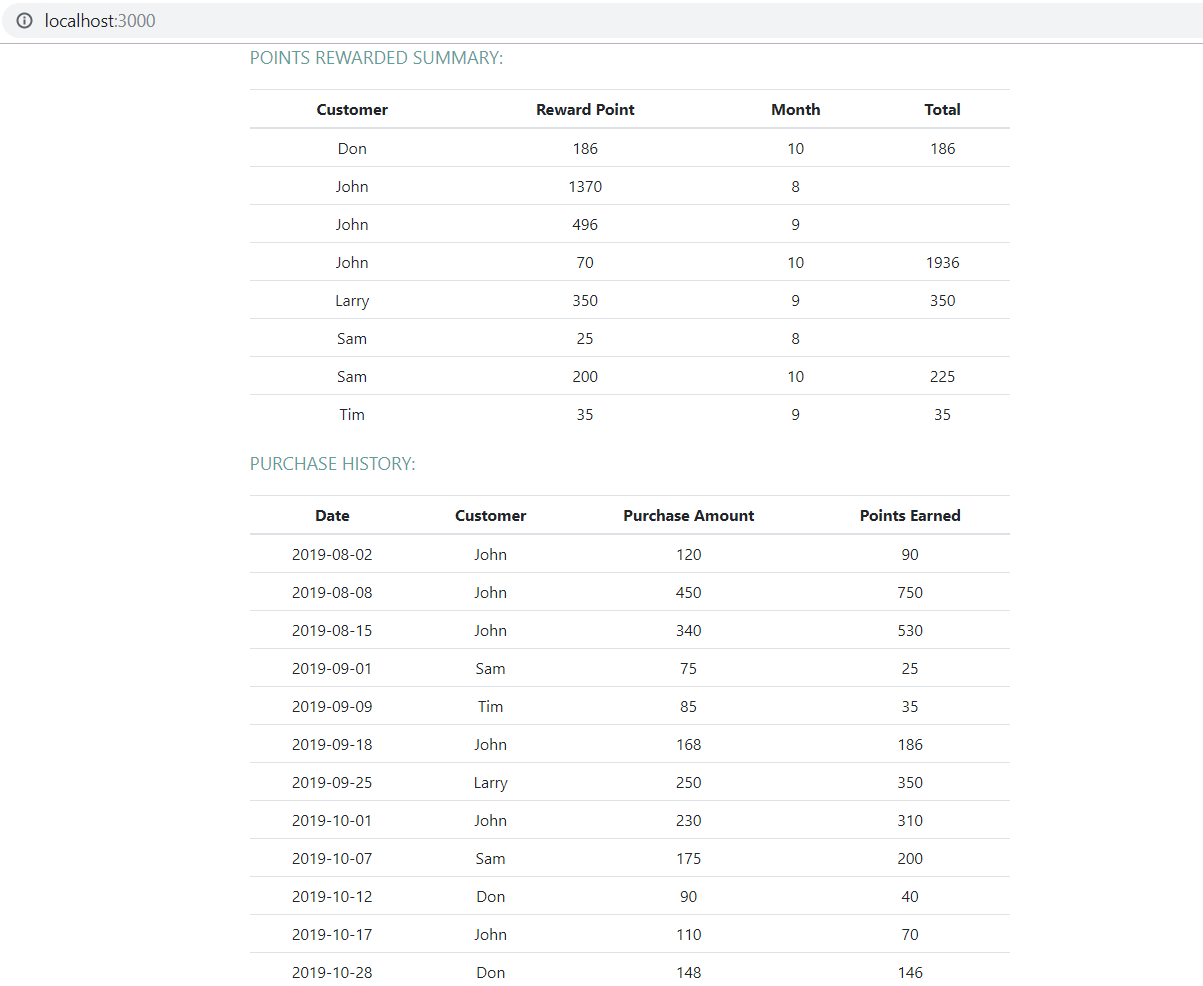 localhost:3000
POINTS REWARDED SUMMARY:
Customer Reward Point Month Total
Don 186 10 186
John 1370 8
John 496 9
John 70 10 1936
Larry 350 9 350
Sam 25 8
Sam 200 10 225
Tim 35 9 35
PURCHASE HISTORY:
Date Customer Purchase Amount Points Earned
2019-08-02 John 120 90
2019-08-08 John 450 750
2019-08-15 John 340 530
2019-09-01 Sam 75 25
2019-09-09 Tim 85 35
2019-09-18 John 168 186
2019-09-25 Larry 250 350
2019-10-01 John 230 310
2019-10-07 Sam 175 200
2019-10-12 Don 90 40
2019-10-17 John 110 70
2019-10-28 Don 148 146